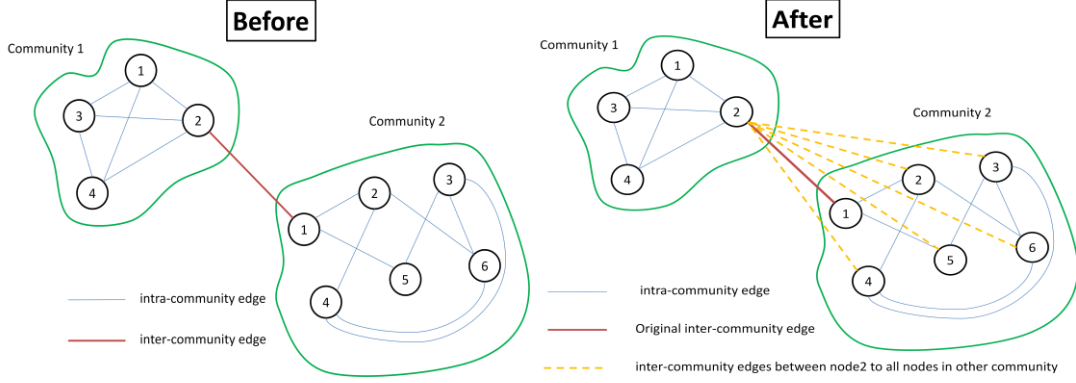 Before
Community 1
1
3
2
4
Community 2
2
3
1
6
5
4
intra-community edge
inter-community edge
After
Community 1
1
3
2
4
Community 2
3
2
1
6
5
4
intra-community edge
Original inter-community edge
inter-community edges between node2 to all nodes in other community